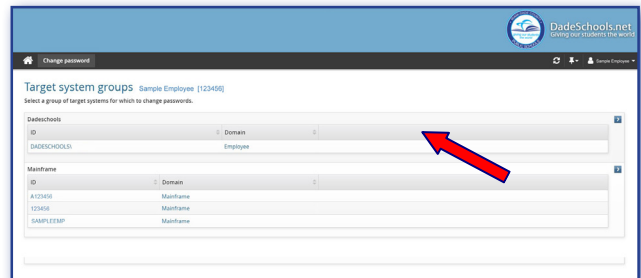 DadeSchools.net
Giving our students the world
Change password
Sample Employee
Target system groups Sample Employee [123456]
Select a group of target systems for which to change passwords.
Dadeschools
ID Domain
DADESCHOOLS\ Employee
Mainframe
ID Domain
A123456 Mainframe
123456 Mainframe
SAMPLEEMP Mainframe